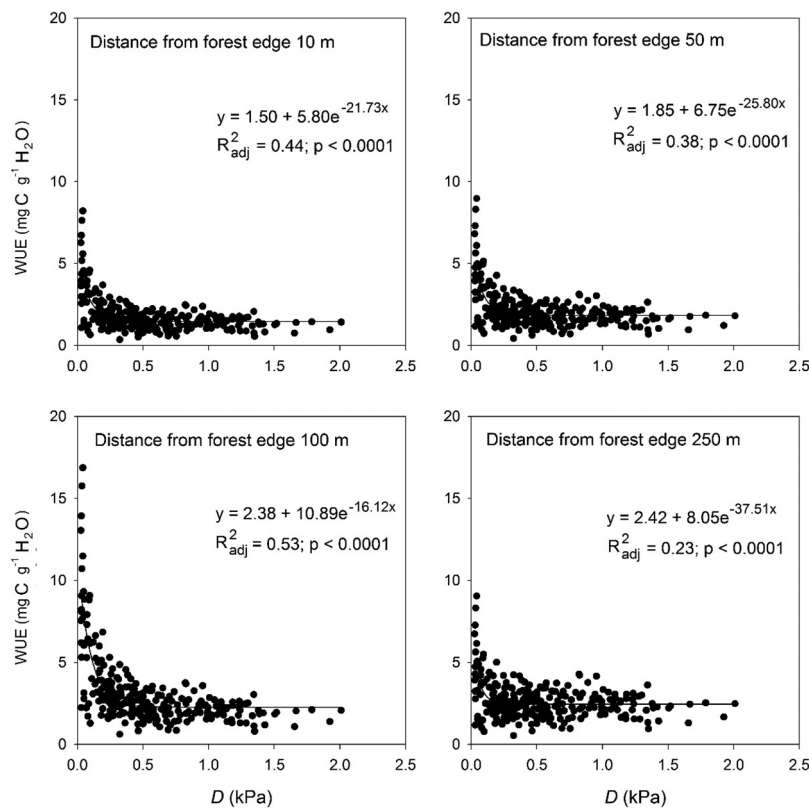 Distance from forest edge 10 m
y = 1.50 + 5.80e^-21.73x
R²adj = 0.44; p < 0.0001
WUE (mg C g⁻¹ H₂O)
20
15
10
5
0
0.0 0.5 1.0 1.5 2.0 2.5
Distance from forest edge 50 m
y = 1.85 + 6.75e^-25.80x
R²adj = 0.38; p < 0.0001
20
15
10
5
0
0.0 0.5 1.0 1.5 2.0 2.5
Distance from forest edge 100 m
y = 2.38 + 10.89e^-16.12x
R²adj = 0.53; p < 0.0001
WUE (mg C g⁻¹ H₂O)
20
15
10
5
0
0.0 0.5 1.0 1.5 2.0 2.5
D (kPa)
Distance from forest edge 250 m
y = 2.42 + 8.05e^-37.51x
R²adj = 0.23; p < 0.0001
20
15
10
5
0
0.0 0.5 1.0 1.5 2.0 2.5
D (kPa)